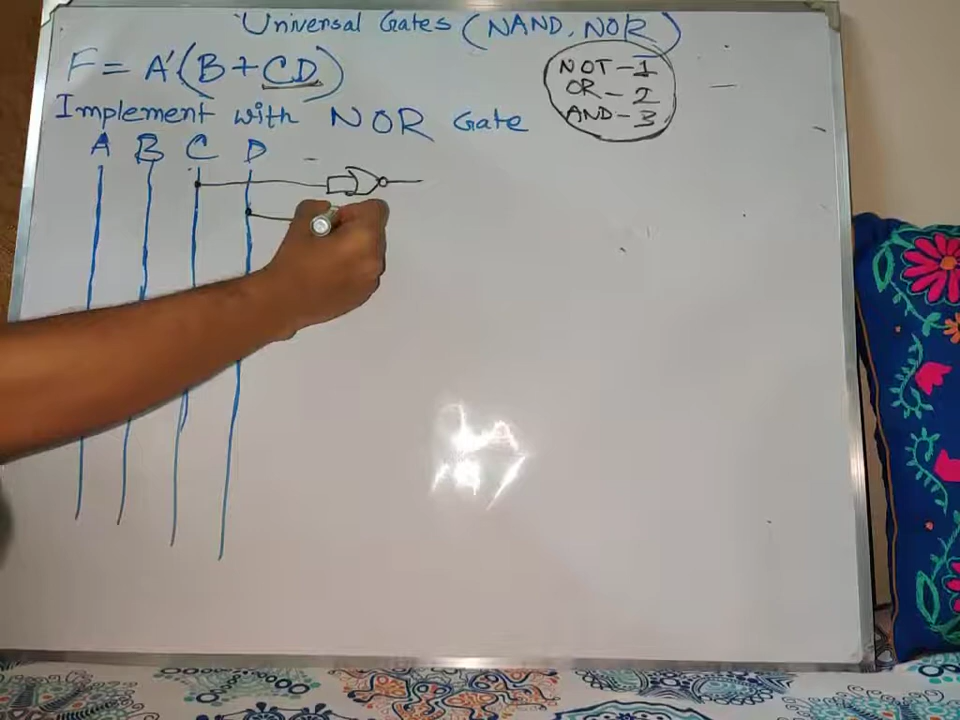 Universal Gates (NAND, NOR)
F = A'(B+CD)
NOT - 1
OR - 2
AND - 3
Implement with NOR Gate
A B C D